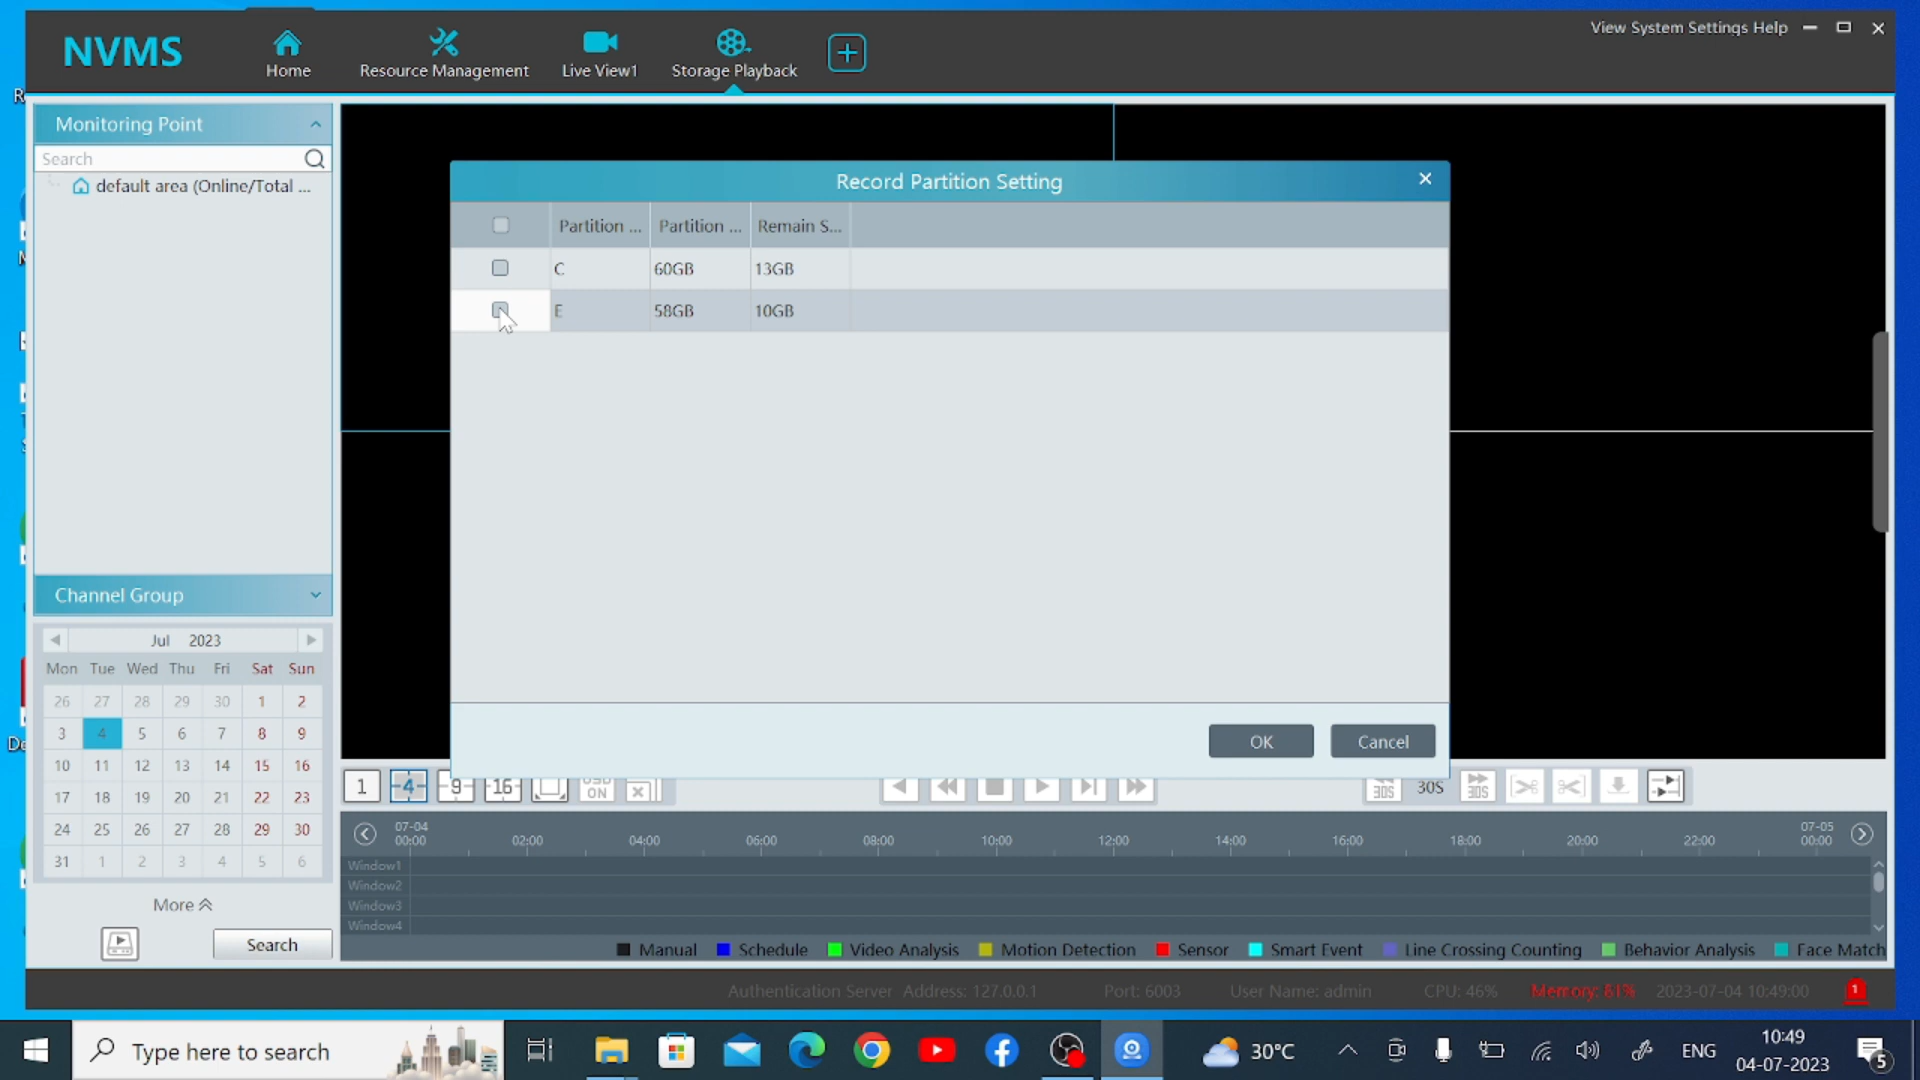 NVMS
Home
Resource Management
Live View1
Storage Playback
View System Settings Help
Monitoring Point
Search
default area (Online/Total ...
Record Partition Setting
Partition ... Partition ... Remain S...
C 60GB 13GB
E 58GB 10GB
OK Cancel
Channel Group
Jul 2023
Mon Tue Wed Thu Fri Sat Sun
26 27 28 29 30 1 2
3 4 5 6 7 8 9
10 11 12 13 14 15 16
17 18 19 20 21 22 23
24 25 26 27 28 29 30
31 1 2 3 4 5 6
More
Search
1 4 9 16 ON 30S 30S 30S
07-04 07-05
00:00 02:00 04:00 06:00 08:00 10:00 12:00 14:00 16:00 18:00 20:00 22:00 00:00
Window1
Window2
Window3
Window4
Manual Schedule Video Analysis Motion Detection Sensor Smart Event Line Crossing Counting Behavior Analysis Face Match
Authentication Server Address: 127.0.0.1 Port: 6003 User Name: admin CPU: 46% Memory: 81% 2023-07-04 10:49:00 1
Type here to search
30°C
ENG
10:49
04-07-2023
5